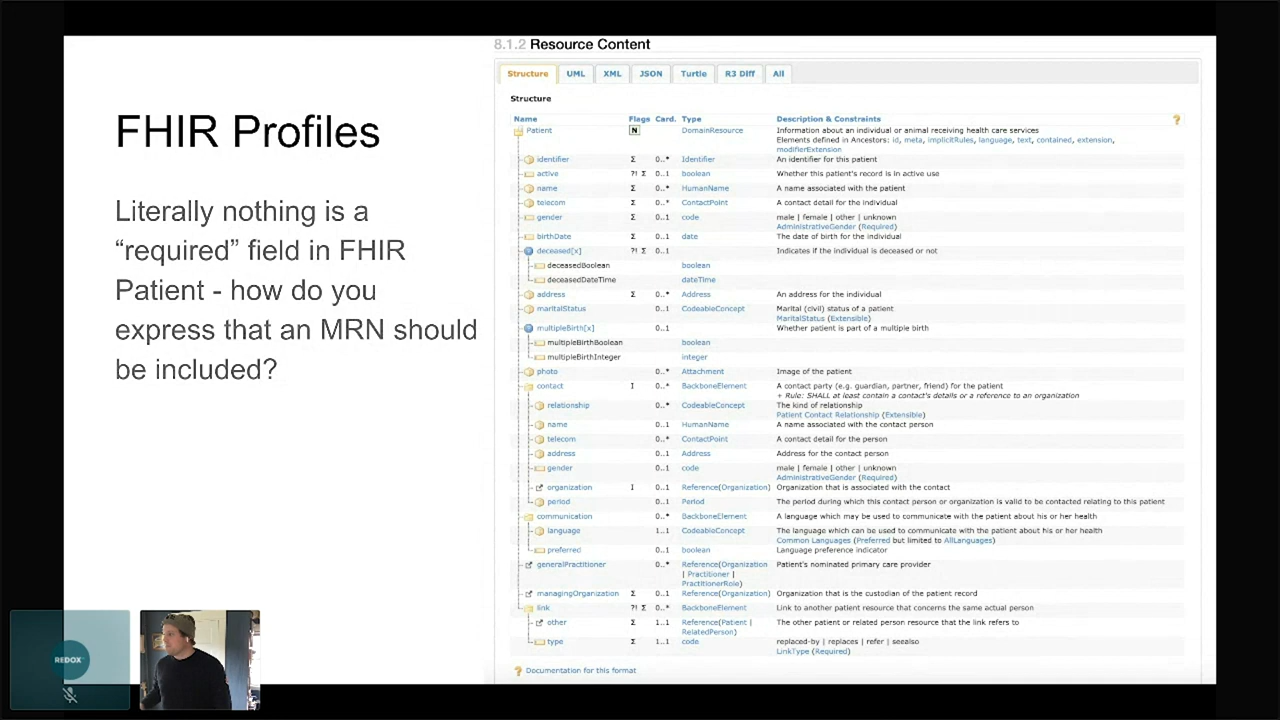 8.1.2 Resource Content
Structure UML XML JSON Turtle R3 Diff All
FHIR Profiles
Literally nothing is a
“required” field in FHIR
Patient - how do you
express that an MRN should
be included?
Structure
Name Flags Card. Type Description & Constraints
Patient N DomainResource Information about an individual or animal receiving health care services
Elements defined in Ancestors: id, meta, implicitRules, language, text, contained, extension,
modifierExtension
identifier Σ 0..* Identifier An identifier for this patient
active ?! Σ 0..1 boolean Whether this patient's record is in active use
name Σ 0..* HumanName A name associated with the patient
telecom Σ 0..* ContactPoint A contact detail for the individual
gender Σ 0..1 code male | female | other | unknown
AdministrativeGender (Required)
birthDate Σ 0..1 date The date of birth for the individual
deceased[x] ?! Σ 0..1 Indicates if the individual is deceased or not
deceasedBoolean boolean
deceasedDateTime dateTime
address Σ 0..* Address An address for the individual
maritalStatus 0..1 CodeableConcept Marital (civil) status of a patient
MaritalStatus (Extensible)
multipleBirth[x] 0..1 Whether patient is part of a multiple birth
multipleBirthBoolean boolean
multipleBirthInteger integer
photo 0..* Attachment Image of the patient
contact I 0..* BackboneElement A contact party (e.g. guardian, partner, friend) for the patient
+ Rule: SHALL at least contain a contact's details or a reference to an organization
relationship 0..* CodeableConcept The kind of relationship
Patient Contact Relationship (Extensible)
name 0..1 HumanName A name associated with the contact person
telecom 0..* ContactPoint A contact detail for the person
address 0..1 Address Address for the contact person
gender 0..1 code male | female | other | unknown
AdministrativeGender (Required)
organization I 0..1 Reference(Organization) Organization that is associated with the contact
period 0..1 Period The period during which this contact person or organization is valid to be contacted relating to this patient
communication 0..* BackboneElement A language which may be used to communicate with the patient about his or her health
language 1..1 CodeableConcept The language which can be used to communicate with the patient about his or her health
Common Languages (Preferred but limited to AllLanguages)
preferred 0..1 boolean Language preference indicator
generalPractitioner 0..* Reference(Organization Patient's nominated primary care provider
| Practitioner |
PractitionerRole)
managingOrganization Σ 0..1 Reference(Organization) Organization that is the custodian of the patient record
link ?! Σ 0..* BackboneElement Link to another patient resource that concerns the same actual person
other Σ 1..1 Reference(Patient | The other patient or related person resource that the link refers to
RelatedPerson)
type Σ 1..1 code replaced-by | replaces | refer | seealso
LinkType (Required)
Documentation for this format
REDOX